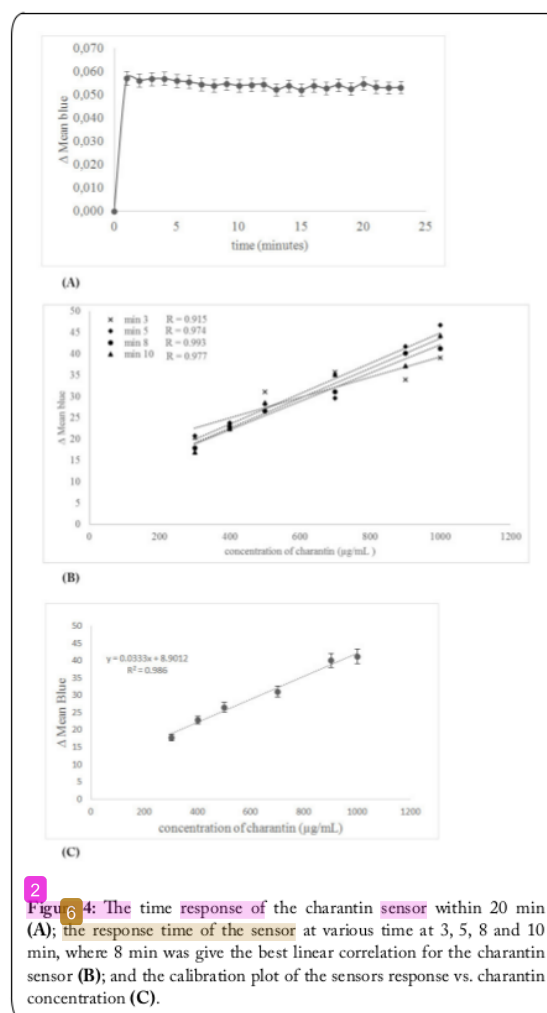 0,070
0,060
0,050
0,040
0,030
0,020
0,010
0,000
Δ Mean blue
0 5 10 15 20 25
time (minutes)
(A)
50
45
40
35
30
25
20
15
10
5
0
Δ Mean blue
× min 3 R = 0.915
♦ min 5 R = 0.974
● min 8 R = 0.993
▲ min 10 R = 0.977
0 200 400 600 800 1000 1200
concentration of charantin (µg/mL )
(B)
50
45
40
35
30
25
20
15
10
5
0
Δ Mean Blue
y = 0.0333x + 8.9012
R² = 0.986
0 200 400 600 800 1000 1200
concentration of charantin (µg/mL)
(C)
2
6
Figure 4: The time response of the charantin sensor within 20 min
(A); the response time of the sensor at various time at 3, 5, 8 and 10
min, where 8 min was give the best linear correlation for the charantin
sensor (B); and the calibration plot of the sensors response vs. charantin
concentration (C).